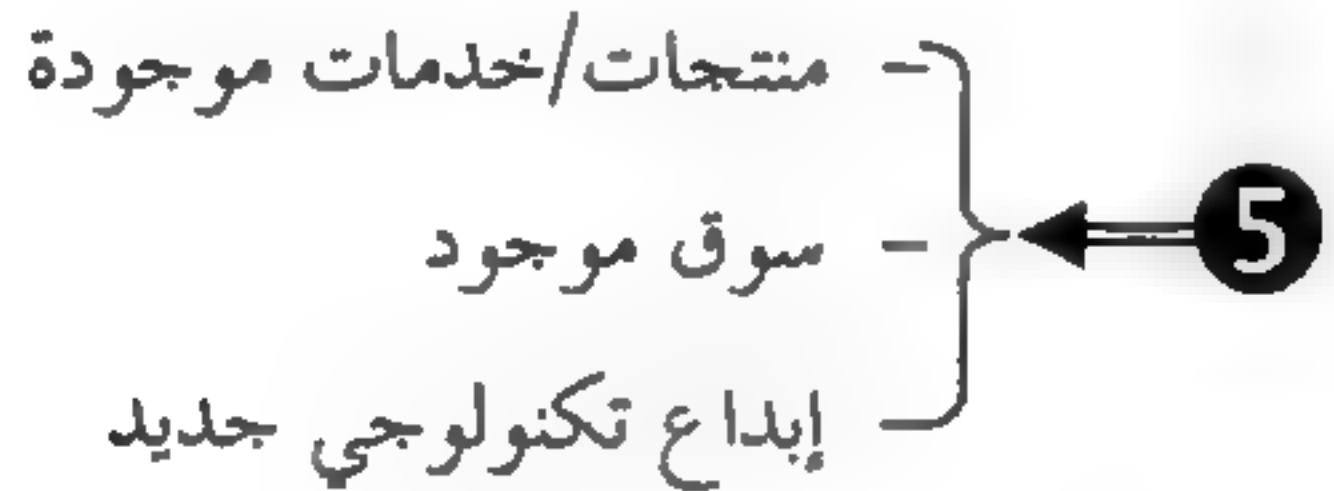 - منتجات/خدمات موجودة
5 - سوق موجود
- إبداع تكنولوجي جديد